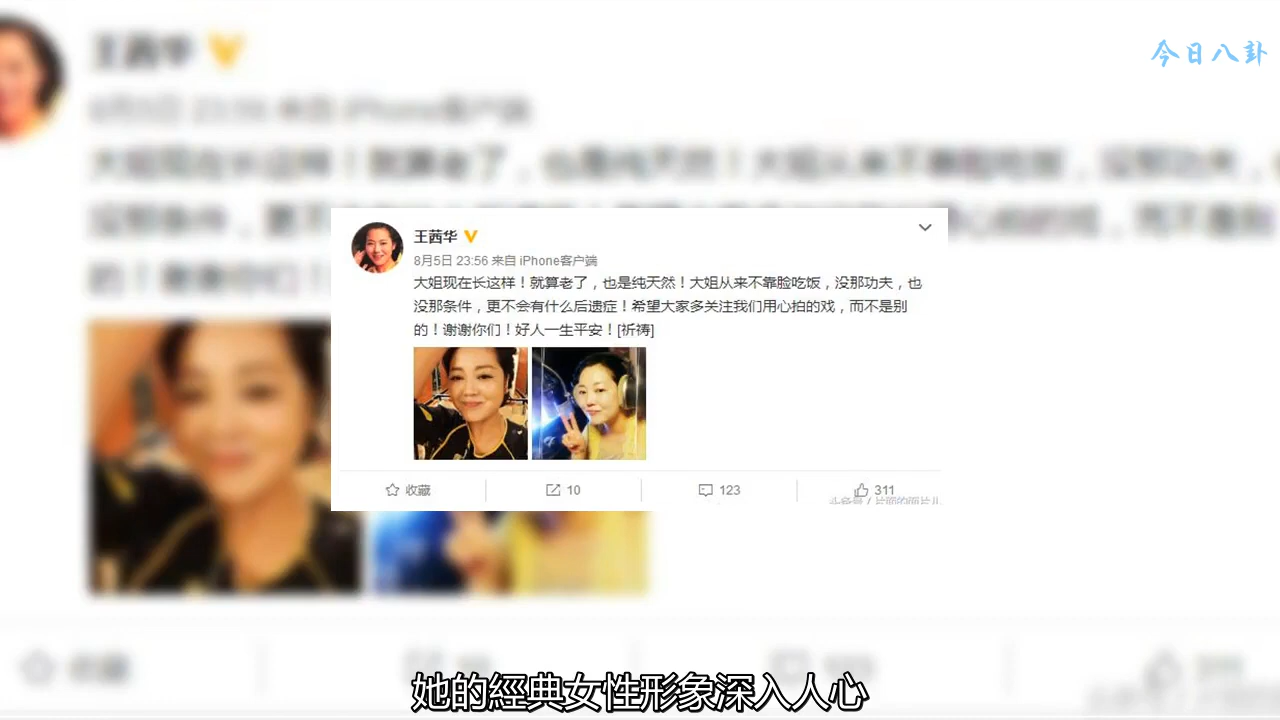 今日八卦
王茜华
8月5日 23:56 来自 iPhone客户端
大姐现在长这样！就算老了，也是纯天然！大姐从来不靠脸吃饭，没那功夫，也
没那条件，更不会有什么后遗症！希望大家多关注我们用心拍的戏，而不是别
的！谢谢你们！好人一生平安！[祈祷]
收藏
10
123
311
她的經典女性形象深入人心